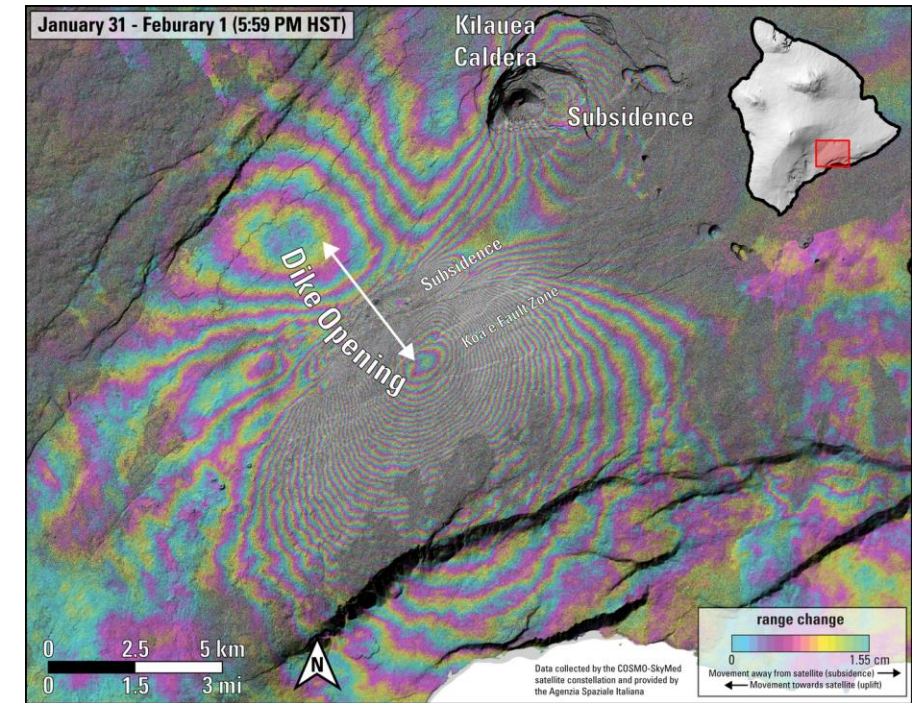 January 31 - Feburary 1 (5:59 PM HST)
Kīlauea
Caldera
Subsidence
Subsidence
Dike Opening
Koa e Fault Zone
0 2.5 5 km
0 1.5 3 mi
N
Data collected by the COSMO-SkyMed
satellite constellation and provided by
the Agenzia Spaziale Italiana
range change
0 1.55 cm
Movement away from satellite (subsidence)
Movement towards satellite (uplift)